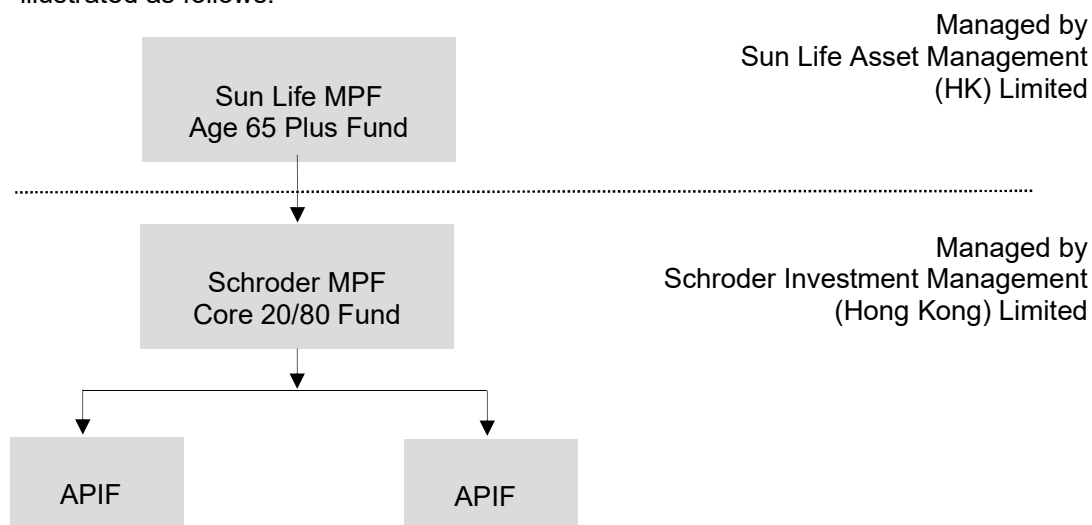 illustrated as follows:
Managed by
Sun Life Asset Management
(HK) Limited
Sun Life MPF
Age 65 Plus Fund
Managed by
Schroder Investment Management
(Hong Kong) Limited
Schroder MPF
Core 20/80 Fund
APIF
APIF